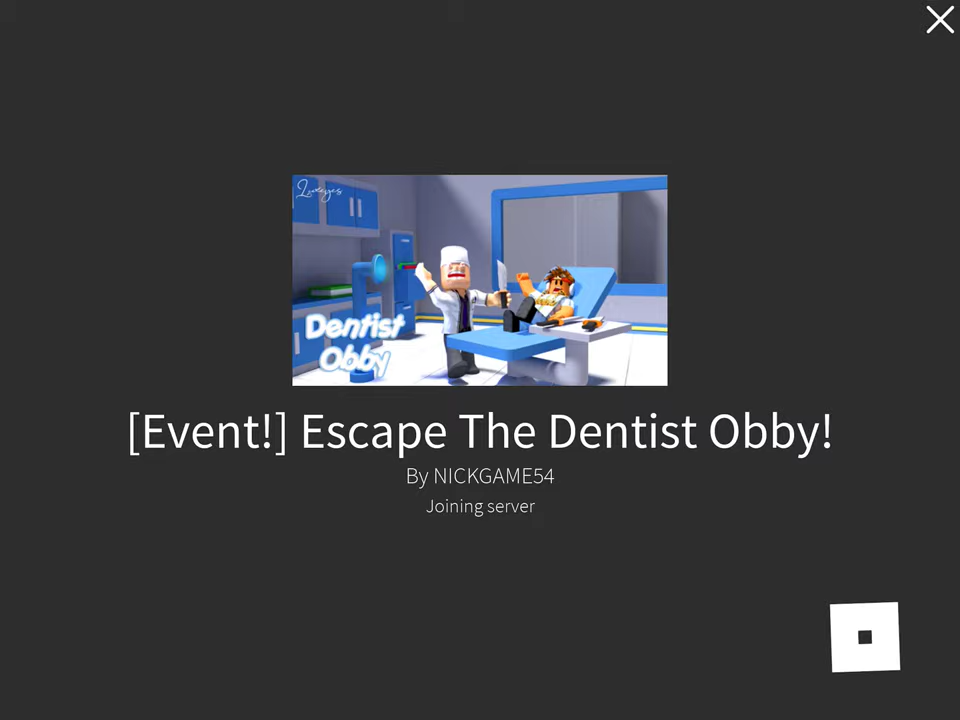 Dentist
Obby
[Event!] Escape The Dentist Obby!
By NICKGAME54
Joining server